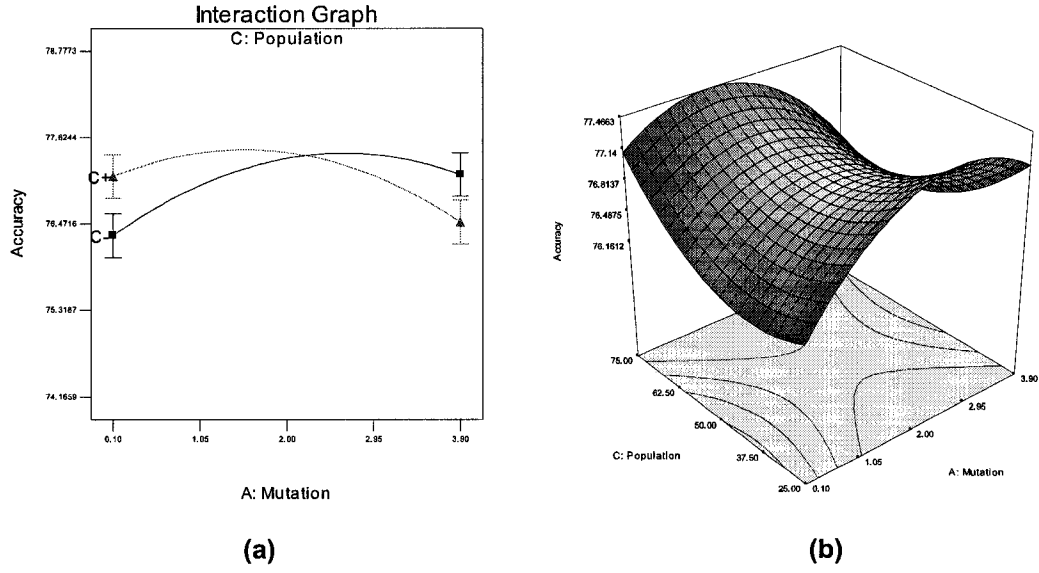 Interaction Graph
C: Population
78.7773
77.6244
76.4716
75.3187
74.1659
Accuracy
C+
C-
0.10
1.05
2.00
2.95
3.90
A: Mutation
(a)
77.4663
77.14
76.8137
76.4875
76.1612
Accuracy
75.00
62.50
50.00
37.50
25.00
C: Population
0.10
1.05
2.00
2.95
3.90
A: Mutation
(b)